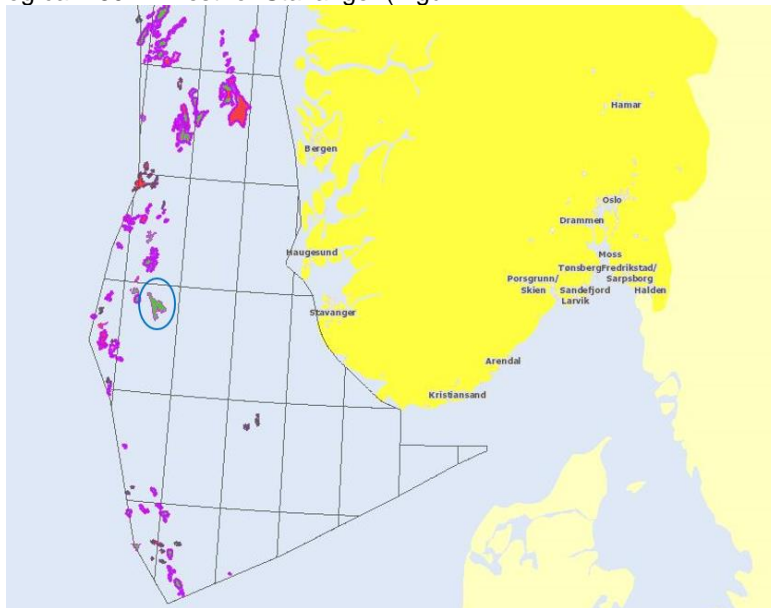 Hamar
Bergen
Oslo
Drammen
Moss
Haugesund
Tønsberg Fredrikstad/
Porsgrunn/ Sarpsborg
Skien Sandefjord Halden
Larvik
Stavanger
Arendal
Kristiansand